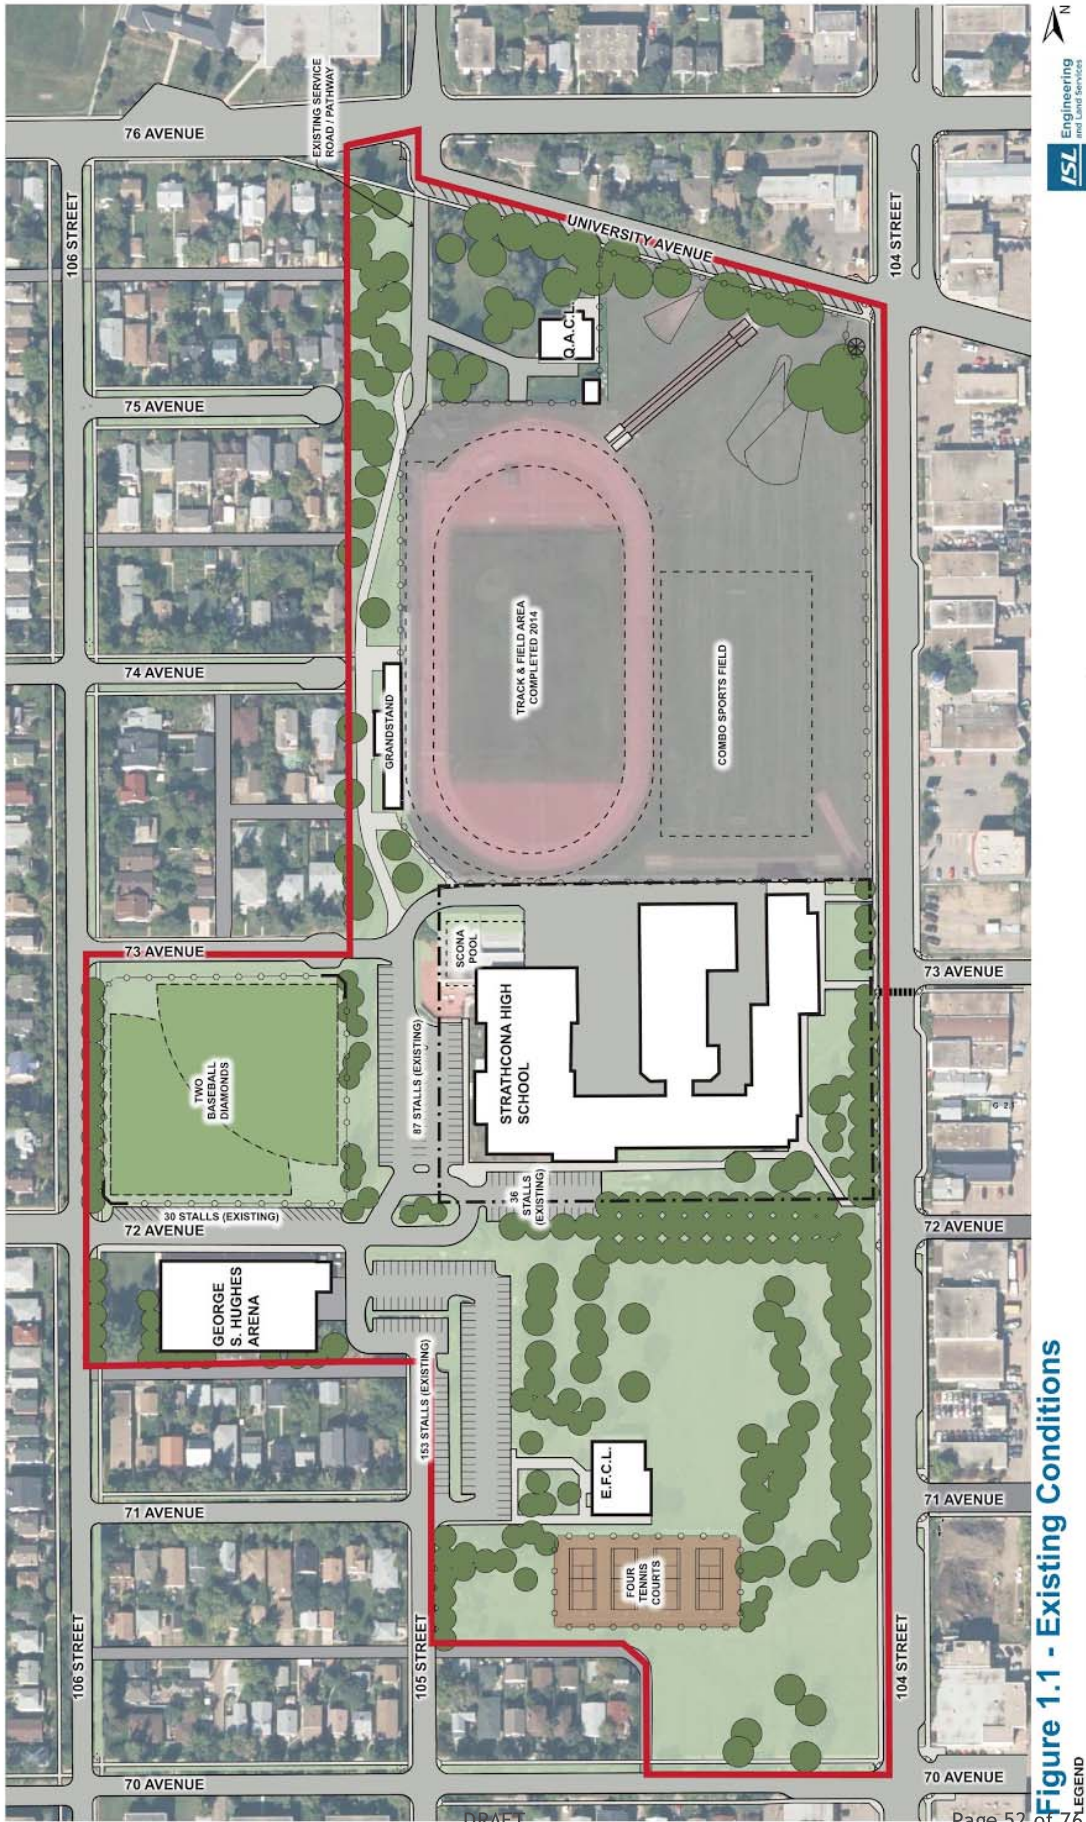 N
ISL Engineering
and Land Services
76 AVENUE
EXISTING SERVICE
ROAD / PATHWAY
106 STREET
UNIVERSITY AVENUE
104 STREET
Q.A.C.L.
75 AVENUE
TRACK & FIELD AREA
COMPLETED 2014
COMBO SPORTS FIELD
74 AVENUE
GRANDSTAND
73 AVENUE
SCONA
POOL
73 AVENUE
TWO
BASEBALL
DIAMONDS
87 STALLS (EXISTING)
STRATHCONA HIGH
SCHOOL
36
STALLS
(EXISTING)
30 STALLS (EXISTING)
72 AVENUE
72 AVENUE
GEORGE
S. HUGHES
ARENA
153 STALLS (EXISTING)
E.F.C.L.
71 AVENUE
71 AVENUE
FOUR
TENNIS
COURTS
106 STREET
105 STREET
104 STREET
70 AVENUE
70 AVENUE
Figure 1.1 - Existing Conditions
LEGEND
DRAFT
Page 52 of 76